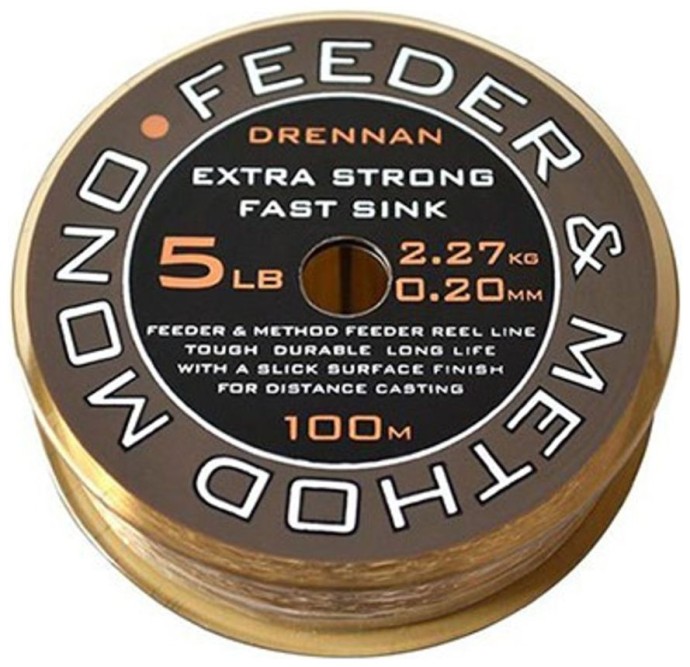 FEEDER & METHOD MONO
DRENNAN
EXTRA STRONG
FAST SINK
5LB
2.27KG
0.20MM
FEEDER & METHOD FEEDER REEL LINE
TOUGH DURABLE LONG LIFE
WITH A SLICK SURFACE FINISH
FOR DISTANCE CASTING
100M